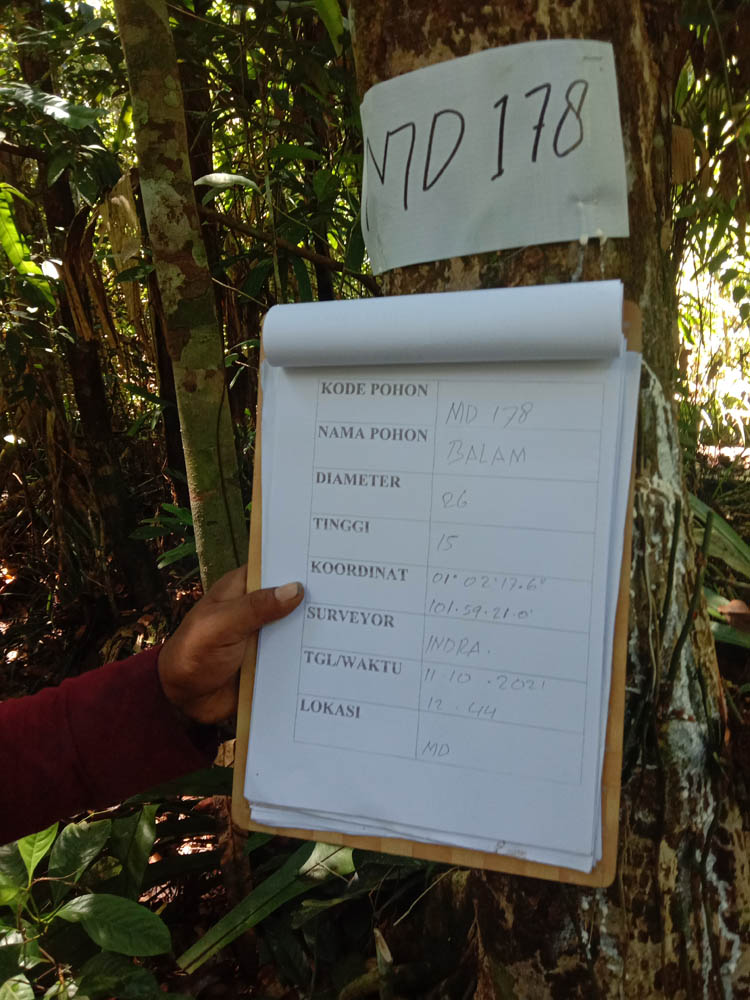 MD 178
KODE POHON MD 178
NAMA POHON BALAM
DIAMETER 26
TINGGI 15
KOORDINAT 01° 02' 17.6"
101.59.21.0'
SURVEYOR INDRA.
TGL/WAKTU 11.10.2021
12.44
LOKASI MD